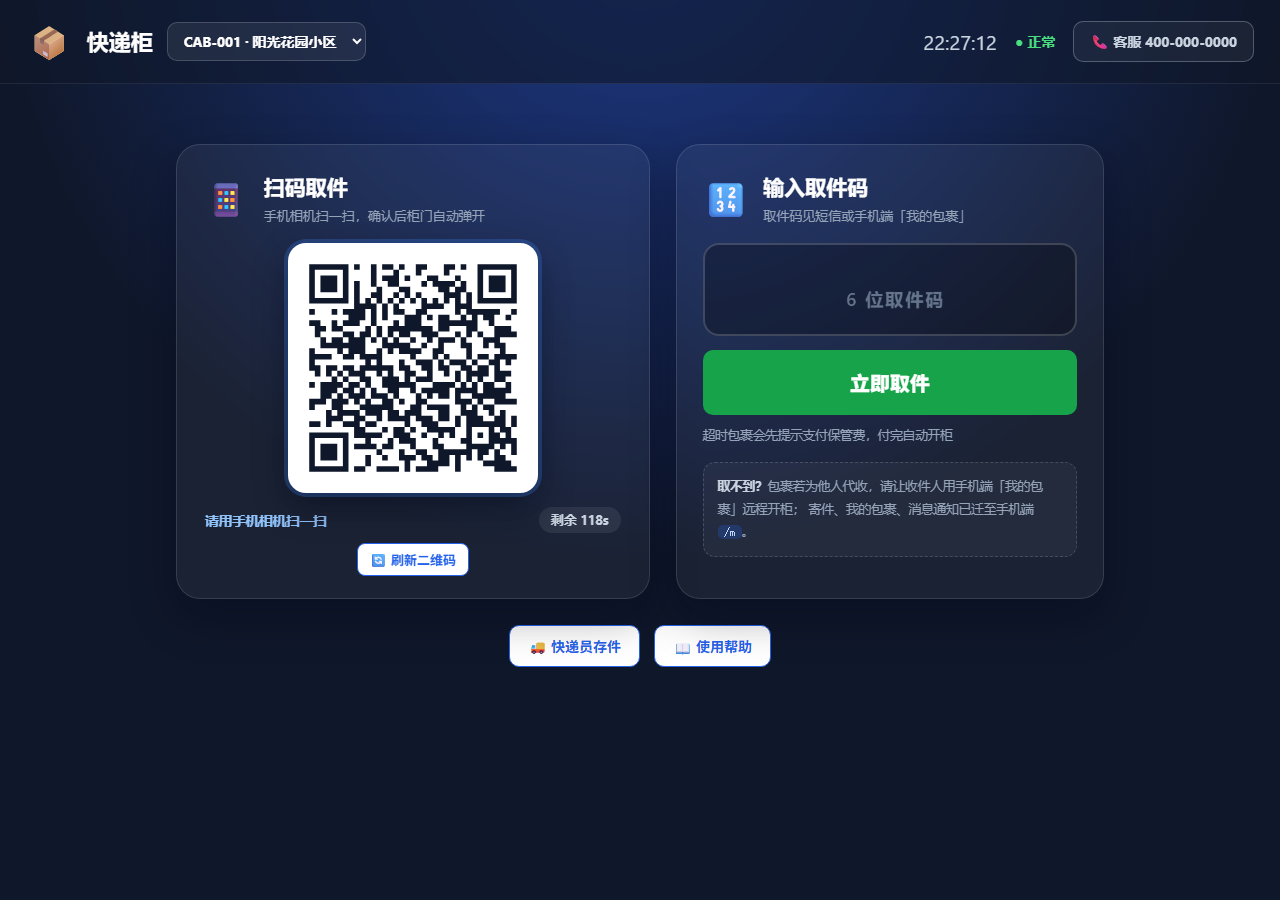 快递柜
CAB-001 · 阳光花园小区
22:27:12
正常
客服 400-000-0000
扫码取件
手机相机扫一扫，确认后柜门自动弹开
请用手机相机扫一扫
剩余 118s
刷新二维码
输入取件码
取件码见短信或手机端「我的包裹」
6 位取件码
立即取件
超时包裹会先提示支付保管费，付完自动开柜
取不到？包裹若为他人代收，请让收件人用手机端「我的包
裹」远程开柜； 寄件、我的包裹、消息通知已迁至手机端
/m 。
快递员存件
使用帮助